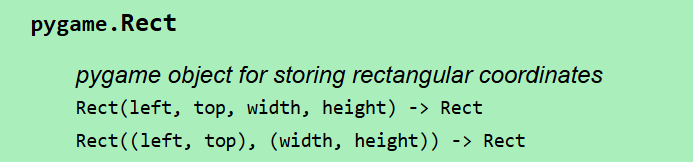 pygame.Rect
pygame object for storing rectangular coordinates
Rect(left, top, width, height) -> Rect
Rect((left, top), (width, height)) -> Rect